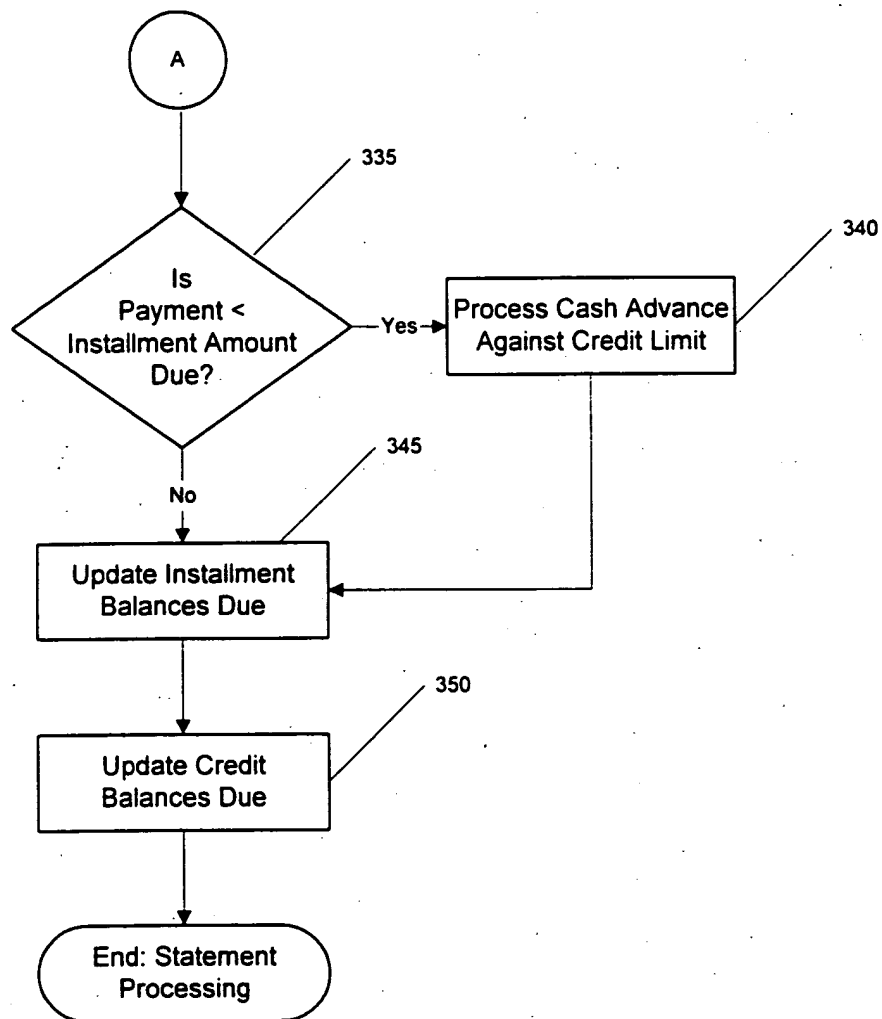 A
335
Is
Payment <
Installment Amount
Due?
Yes
340
Process Cash Advance
Against Credit Limit
No
345
Update Installment
Balances Due
350
Update Credit
Balances Due
End: Statement
Processing